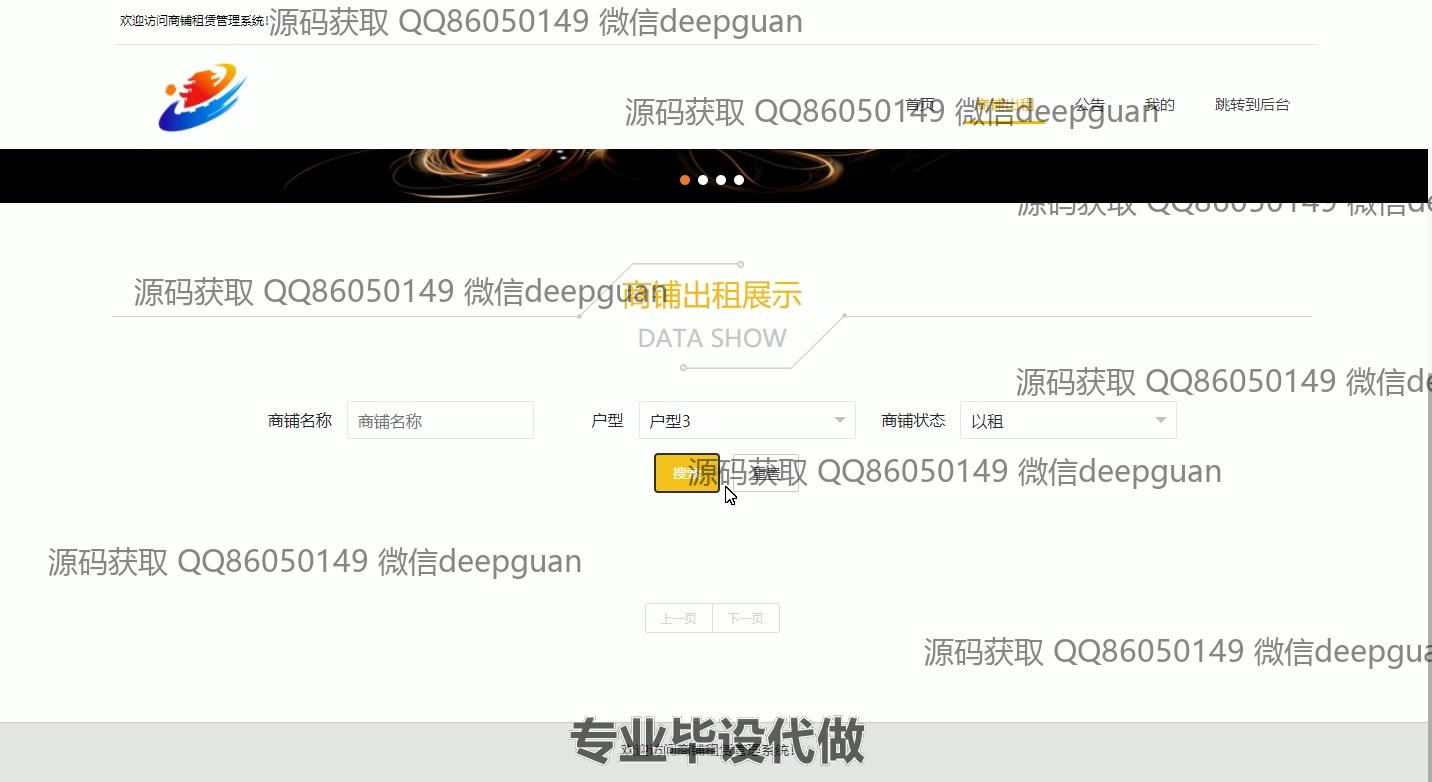 欢迎访问商铺租赁管理系统!
源码获取 QQ86050149 微信deepguan
首页 商铺出租 公告 我的 跳转到后台
源码获取 QQ86050149 微信deepguan
源码获取 QQ86050149 微信de
源码获取 QQ86050149 微信deepguan
商铺出租展示
DATA SHOW
源码获取 QQ86050149 微信de
商铺名称 商铺名称 户型 户型3 商铺状态 以租
搜索 重置
源码获取 QQ86050149 微信deepguan
源码获取 QQ86050149 微信deepguan
上一页 下一页
源码获取 QQ86050149 微信deepgua
专业毕设代做
欢迎访问商铺租赁管理系统!